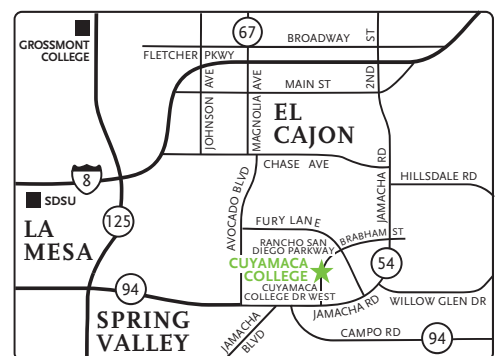 GROSSMONT
COLLEGE
67
BROADWAY
FLETCHER PKWY
2ND ST
JOHNSON AVE
MAGNOLIA AVE
MAIN ST
EL
CAJON
CHASE AVE
8
SDSU
HILLSDALE RD
JAMACHA RD
LA
MESA
125
AVOCADO BLVD
FURY LANE
BRABHAM ST
RANCHO SAN
DIEGO PARKWAY
CUYAMACA
COLLEGE
54
CUYAMACA
COLLEGE DR WEST
94
WILLOW GLEN DR
JAMACHA RD
SPRING
VALLEY
JAMACHA
BLVD
CAMPO RD
94